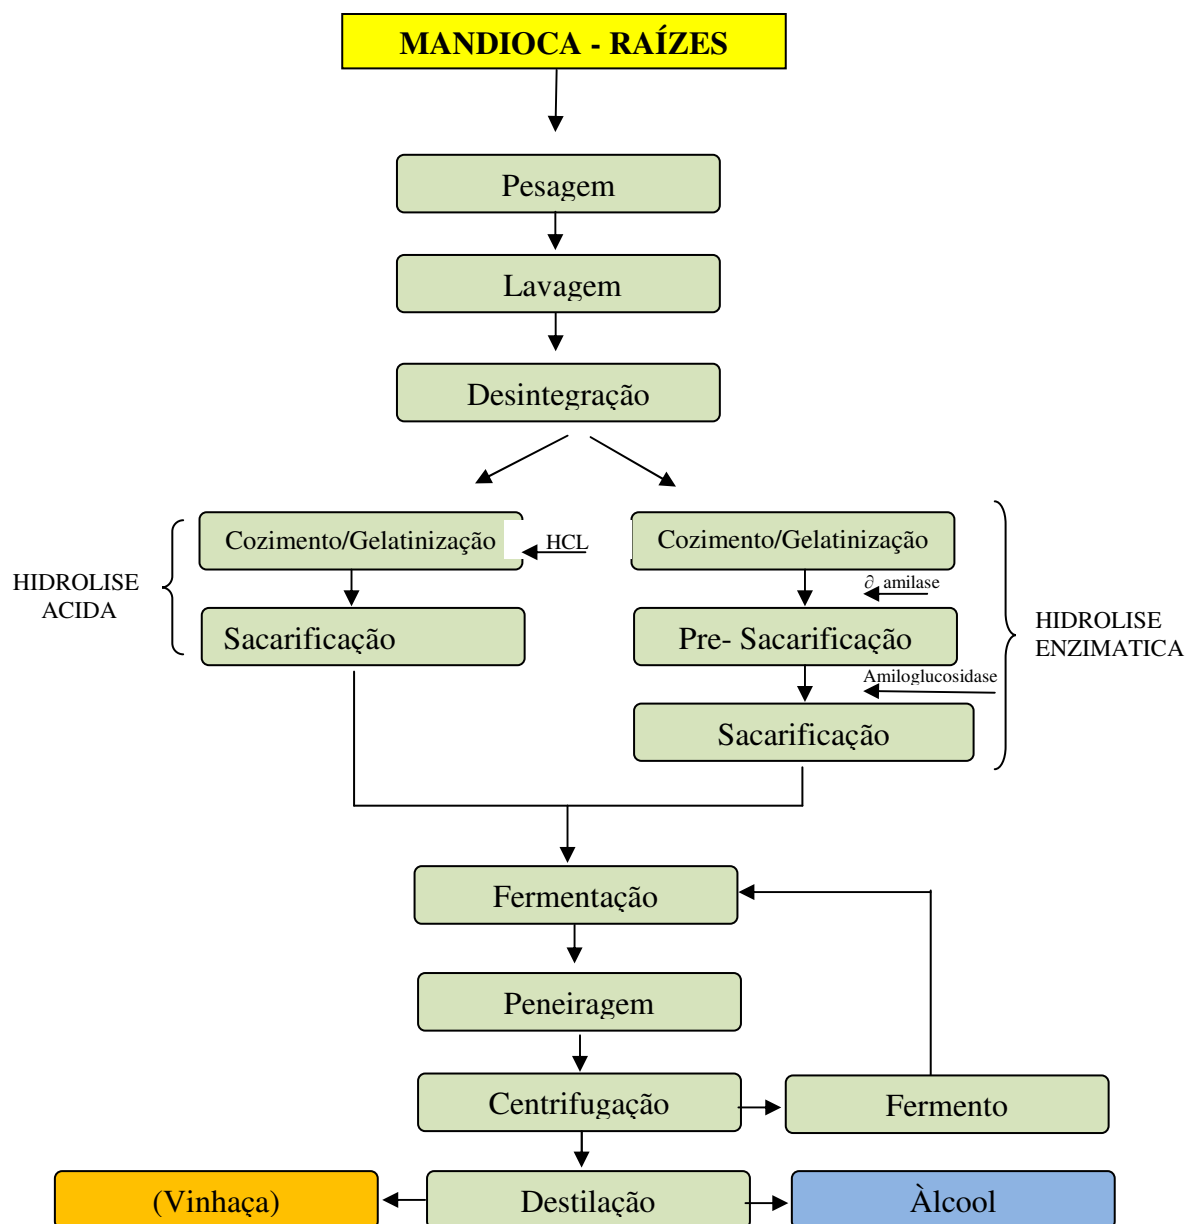 MANDIOCA - RAÍZES
Pesagem
Lavagem
Desintegração
Cozimento/Gelatinização
HCL
Cozimento/Gelatinização
HIDROLISE
ACIDA
∂ amilase
Sacarificação
Pre- Sacarificação
HIDROLISE
ENZIMATICA
Amiloglucosidase
Sacarificação
Fermentação
Peneiragem
Centrifugação
Fermento
(Vinhaça)
Destilação
Àlcool